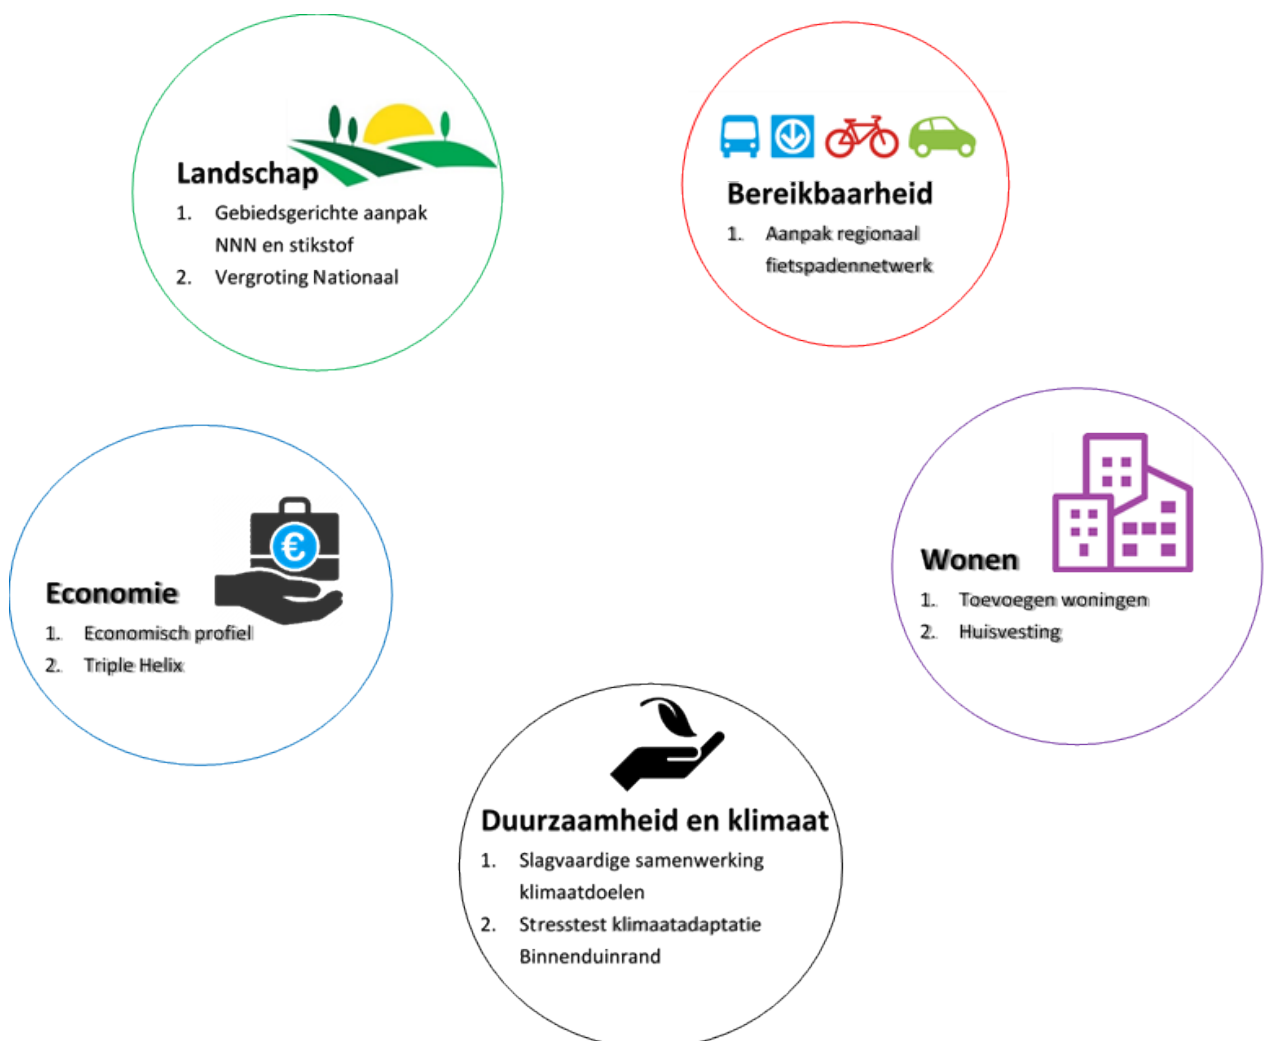 Landschap
1. Gebiedsgerichte aanpak
NNN en stikstof
2. Vergroting Nationaal
Bereikbaarheid
1. Aanpak regionaal
fietspadennetwerk
Economie
1. Economisch profiel
2. Triple Helix
€
Wonen
1. Toevoegen woningen
2. Huisvesting
Duurzaamheid en klimaat
1. Slagvaardige samenwerking
klimaatdoelen
2. Stresstest klimaatadaptatie
Binnenduinrand